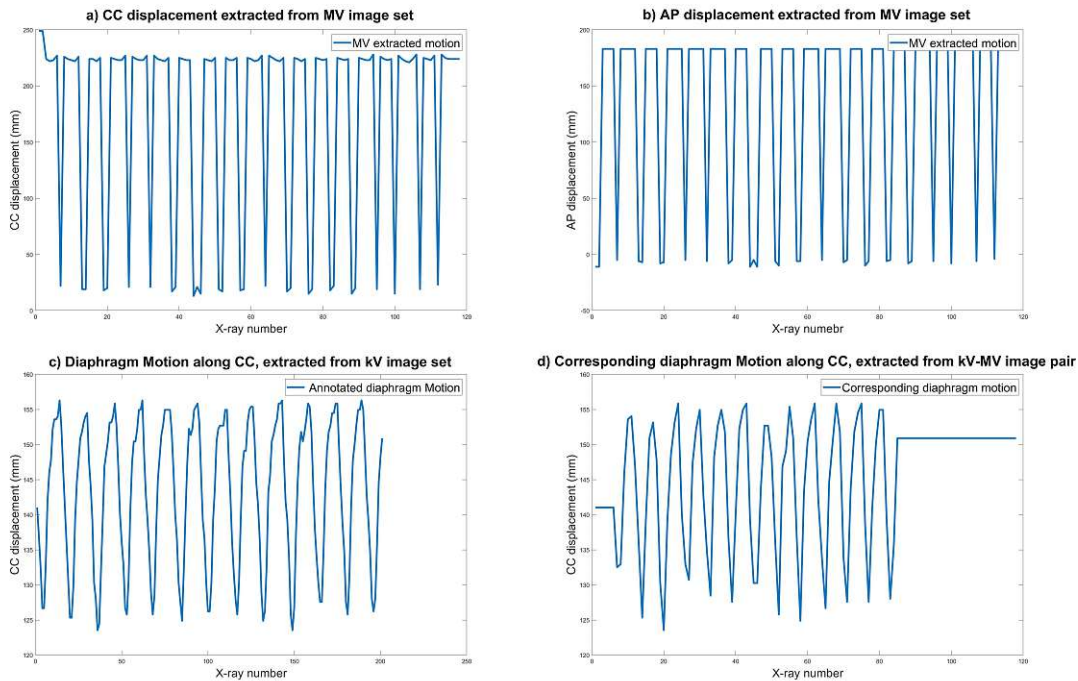 a) CC displacement extracted from MV image set
MV extracted motion
CC displacement (mm)
250
200
150
100
50
0
0 20 40 60 80 100 120
X-ray number
b) AP displacement extracted from MV image set
MV extracted motion
AP displacement (mm)
200
150
100
50
0
-50
0 20 40 60 80 100 120
X-ray number
c) Diaphragm Motion along CC, extracted from kV image set
Annotated diaphragm Motion
CC displacement (mm)
160
155
150
145
140
135
130
125
120
0 50 100 150 200 250
X-ray number
d) Corresponding diaphragm Motion along CC, extracted from kV-MV image pair
Corresponding diaphragm motion
CC displacement (mm)
160
155
150
145
140
135
130
125
120
0 20 40 60 80 100 120
X-ray number